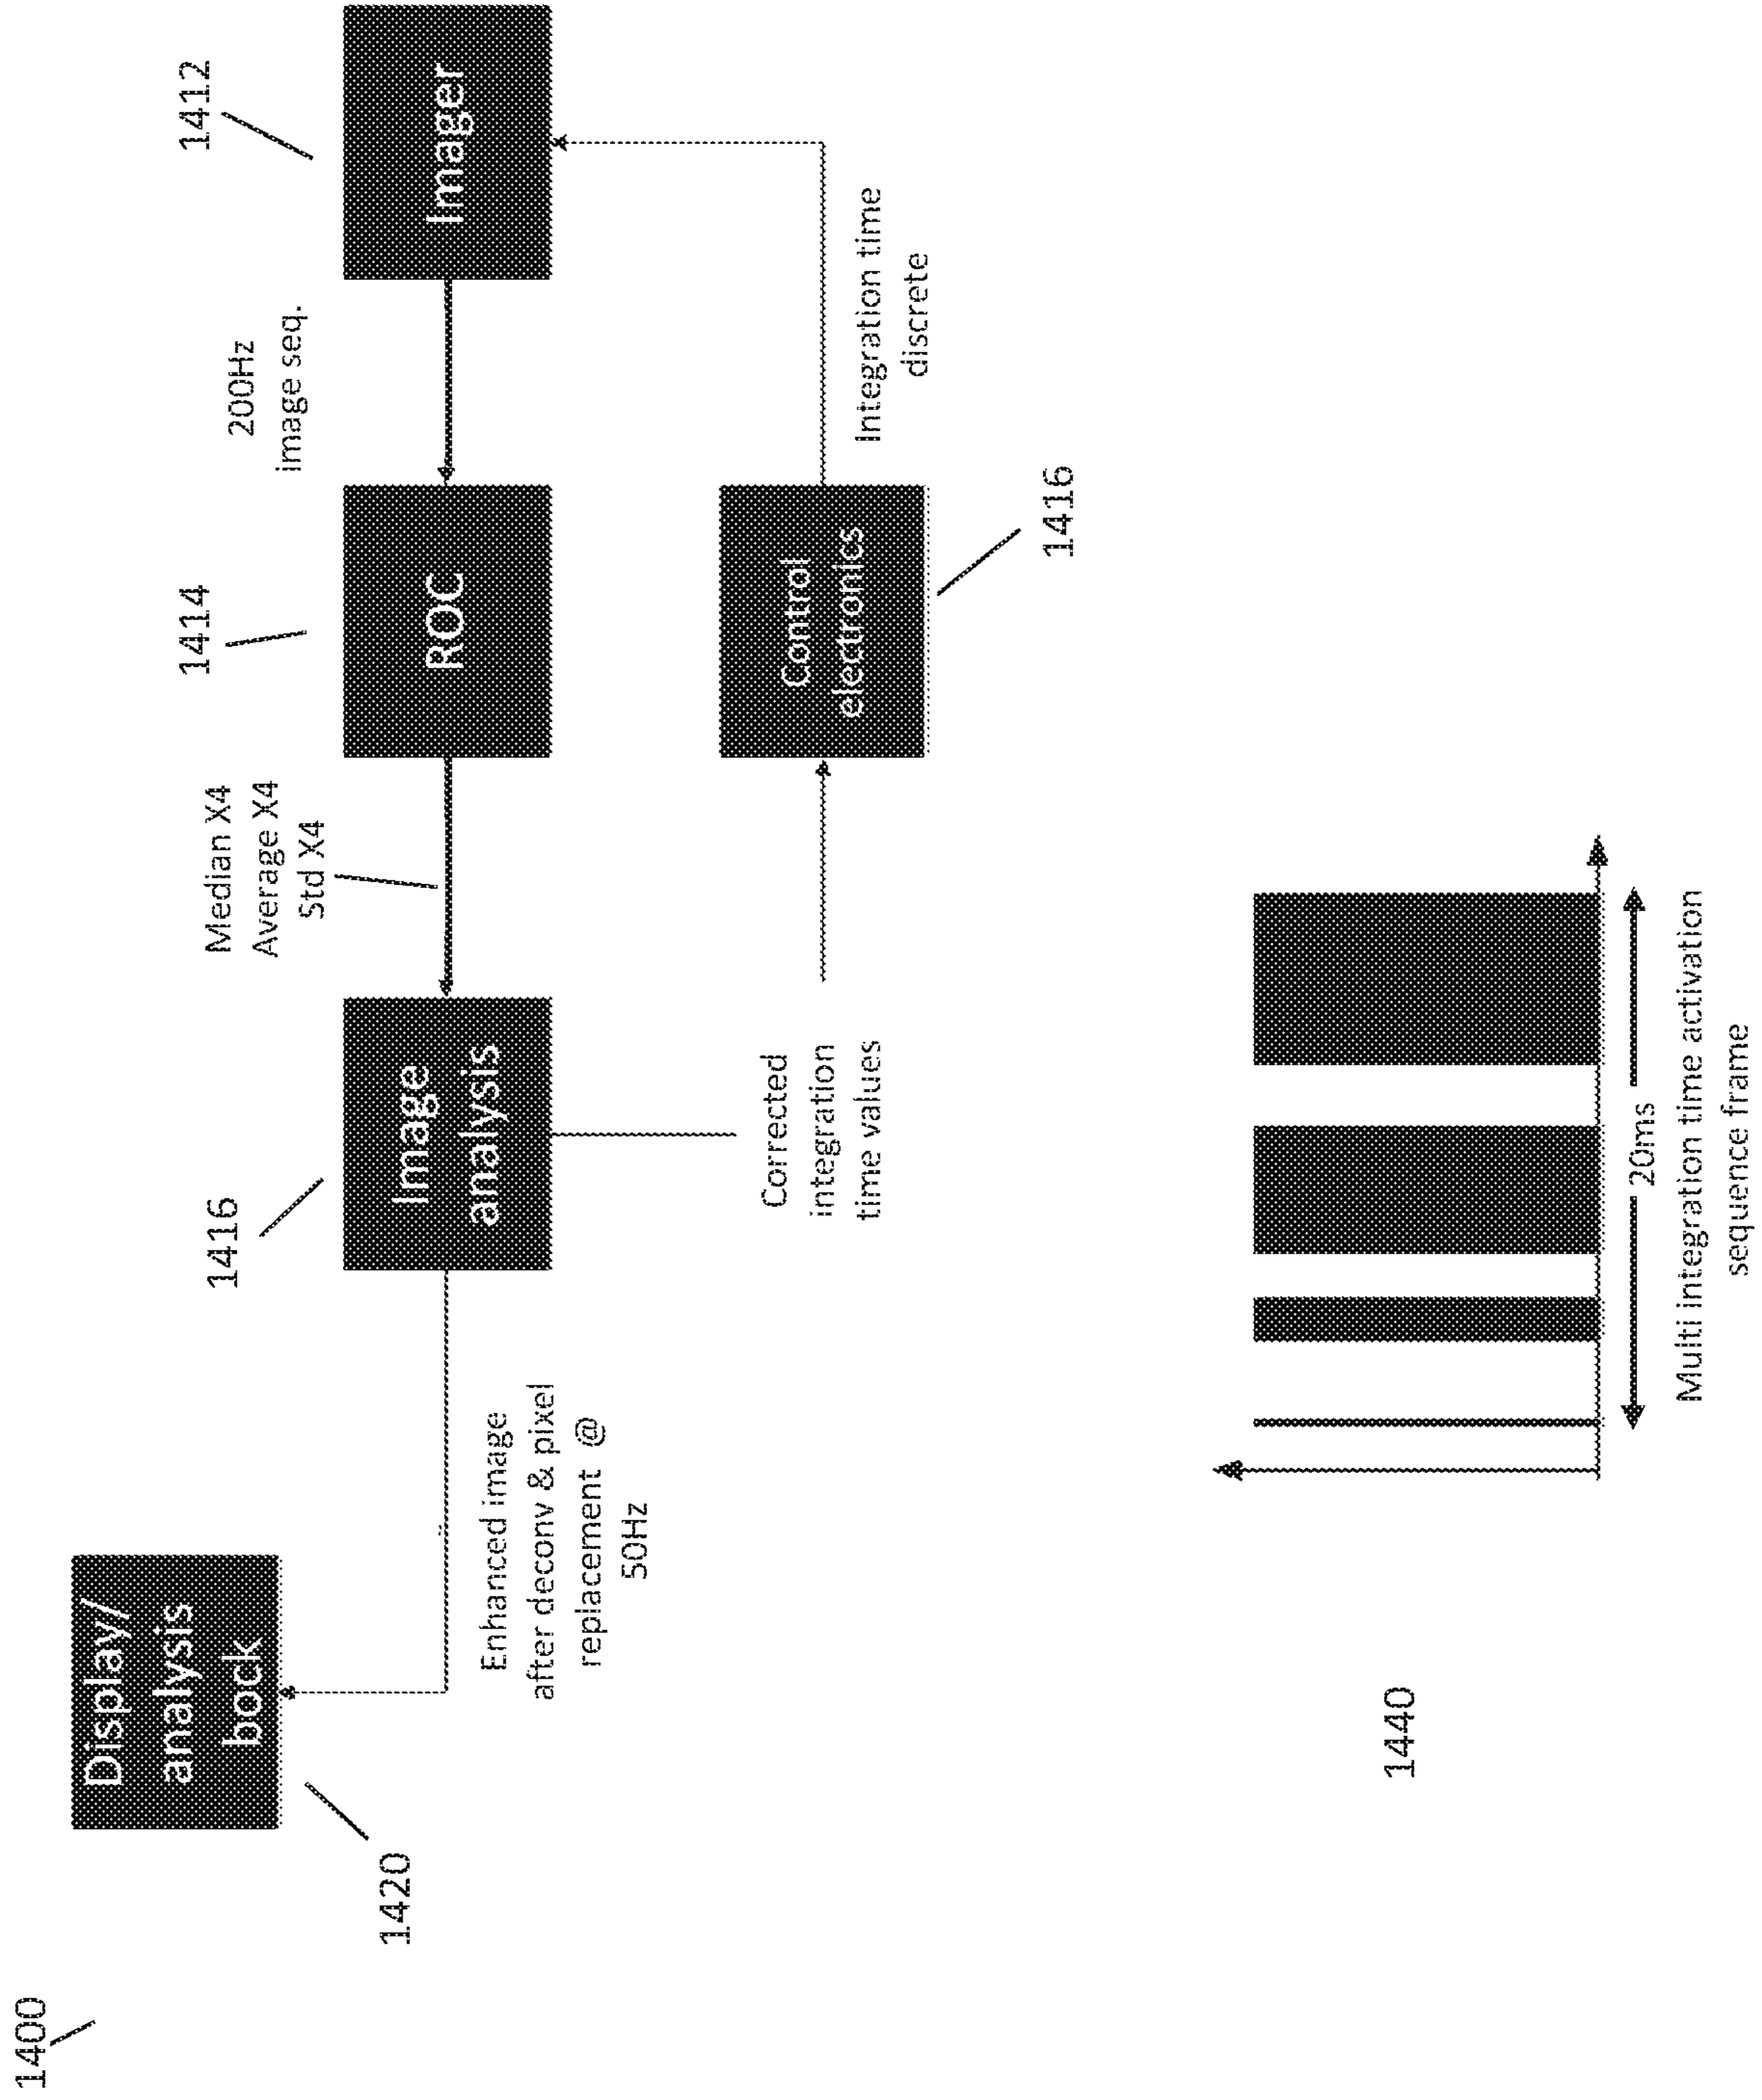 1400
Display/
analysis
bock
1420
Enhanced image
after deconv & pixel
replacement @
50Hz
1416
Image
analysis
Corrected
integration
time values
Median X4
Average X4
Std X4
1414
ROC
Control
electronics
1416
200Hz
image seq.
1412
Imager
Integration time
discrete
1440
20ms
Multi integration time activation
sequence frame